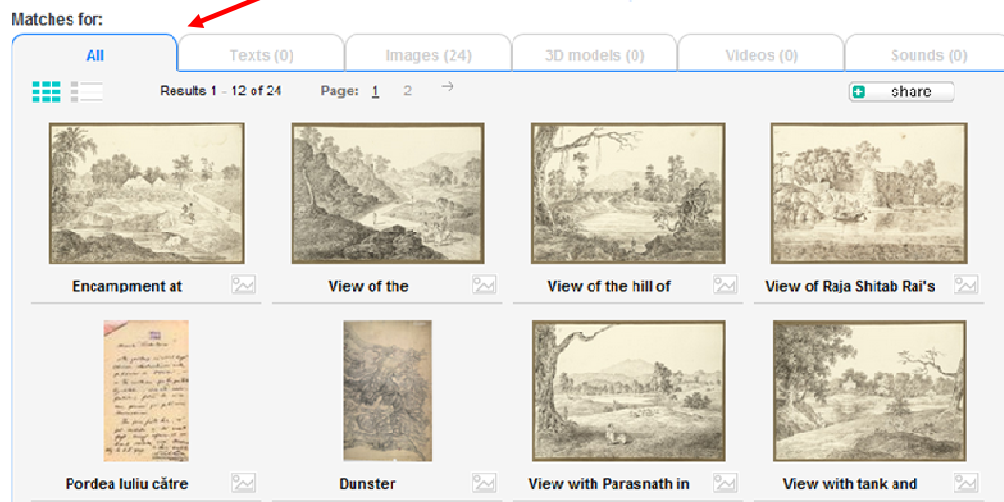 Matches for:
All
Texts (0)
Images (24)
3D models (0)
Videos (0)
Sounds (0)
Results 1 - 12 of 24
Page: 1 2 →
share
Encampment at
View of the
View of the hill of
View of Raja Shitab Rai's
Pordea Iuliu către
Dunster
View with Parasnath in
View with tank and